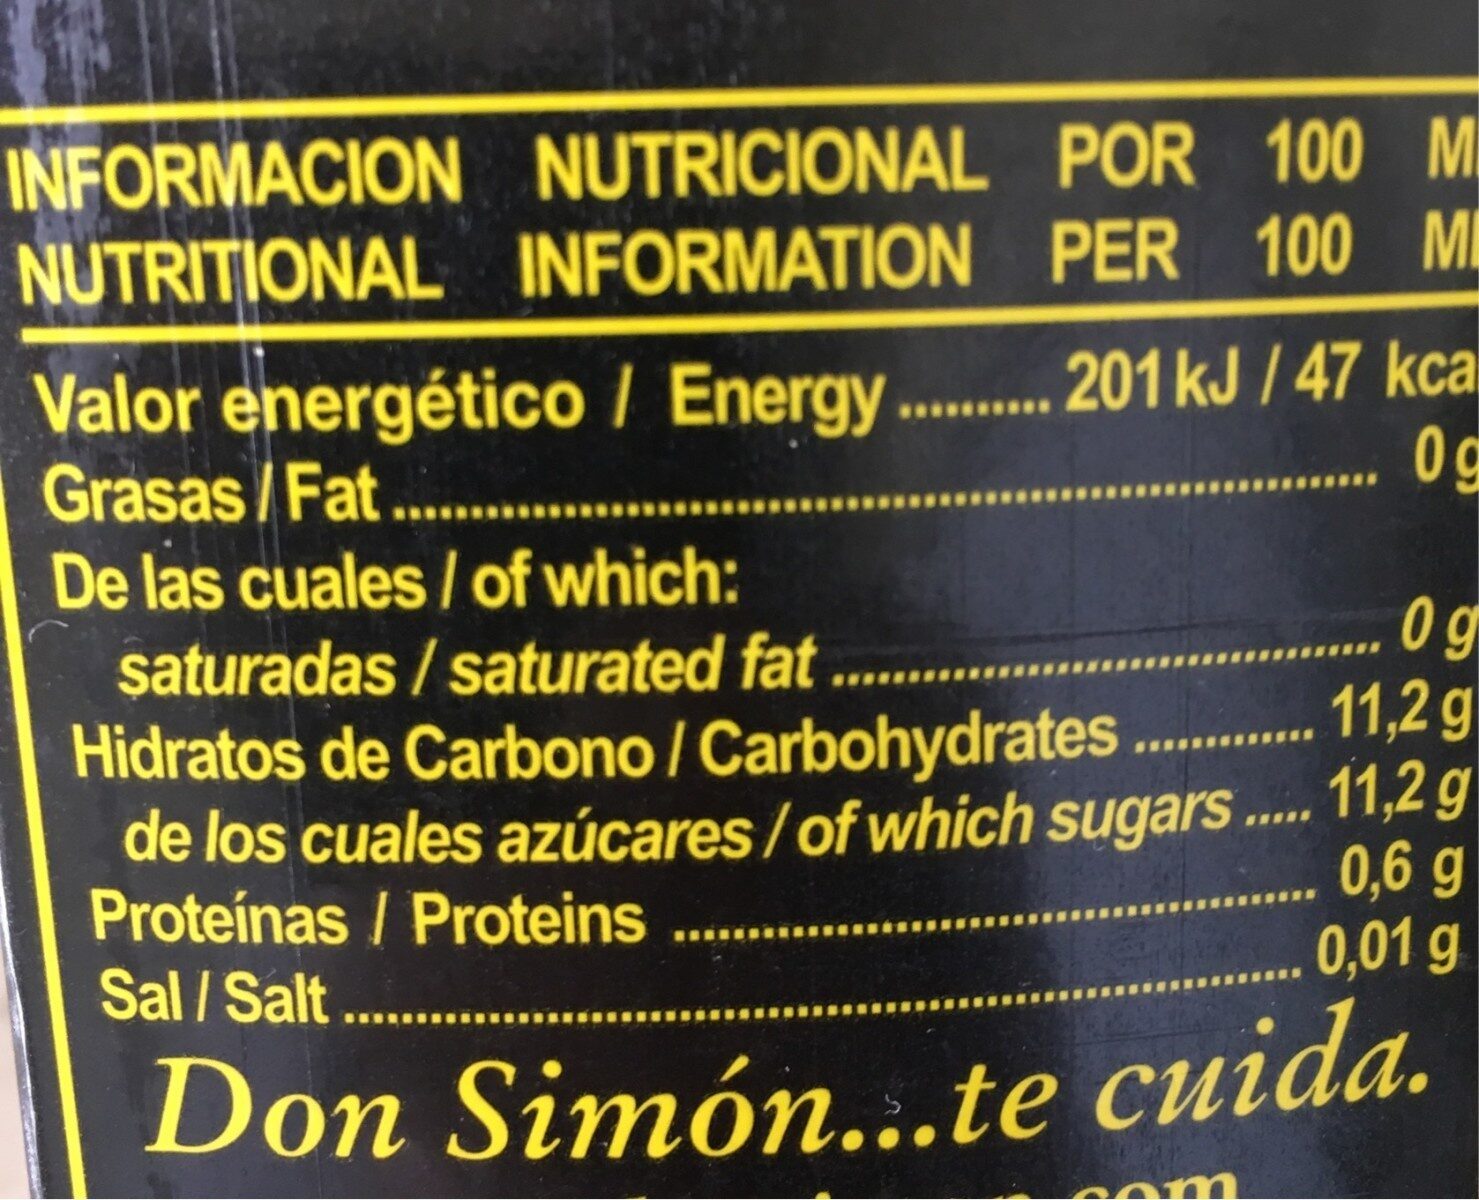 INFORMACION NUTRICIONAL POR 100 M
NUTRITIONAL INFORMATION PER 100 M
Valor energético / Energy .......... 201 kJ / 47 kca
Grasas / Fat .......... 0 g
De las cuales / of which:
saturadas / saturated fat .......... 0 g
Hidratos de Carbono / Carbohydrates .......... 11,2 g
de los cuales azúcares / of which sugars ..... 11,2 g
Proteínas / Proteins .......... 0,6 g
Sal / Salt .......... 0,01 g
Don Simón...te cuida.